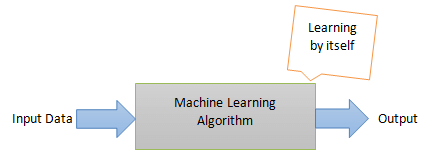 Learning
by itself
Input Data
Machine Learning
Algorithm
Output